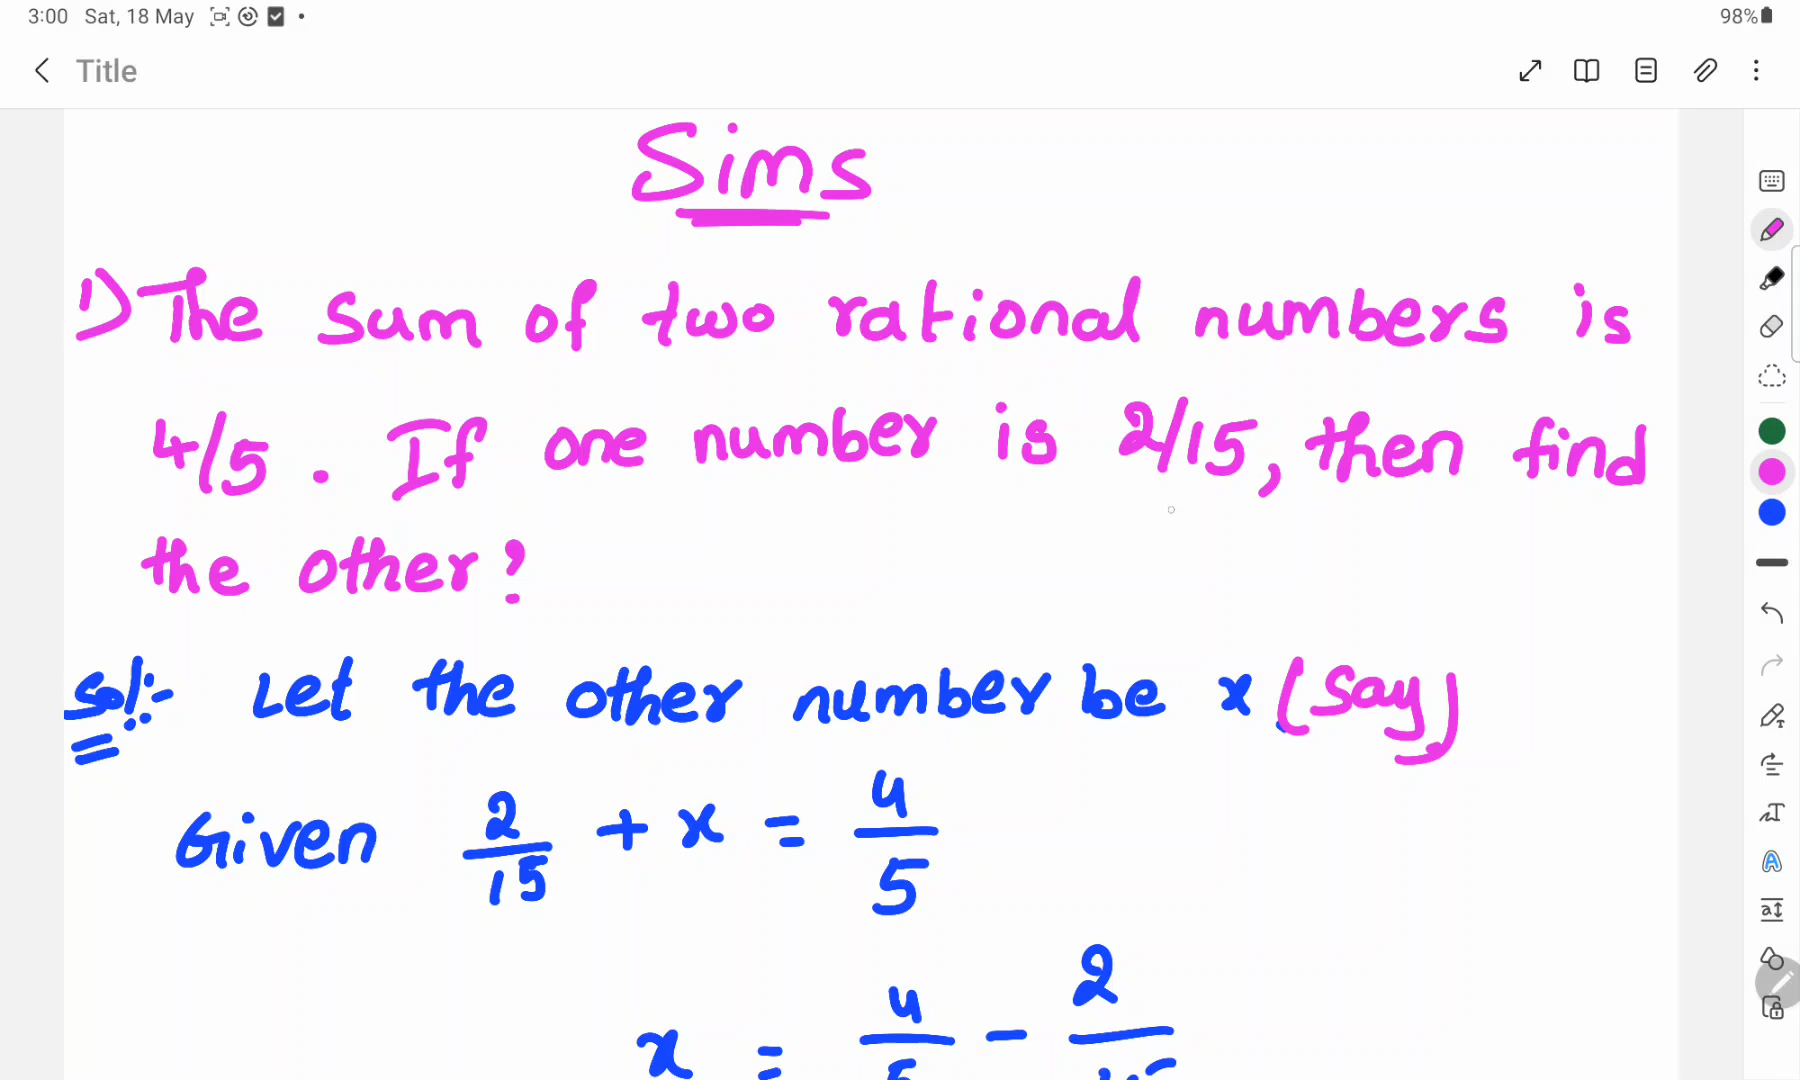 3:00 Sat, 18 May
98%
Title
Sims
1) The sum of two rational numbers is
4/5. If one number is 2/15, then find
the other?
Sol:- Let the other number be x (say)
Given 2/15 + x = 4/5
x = 4/5 - 2/15